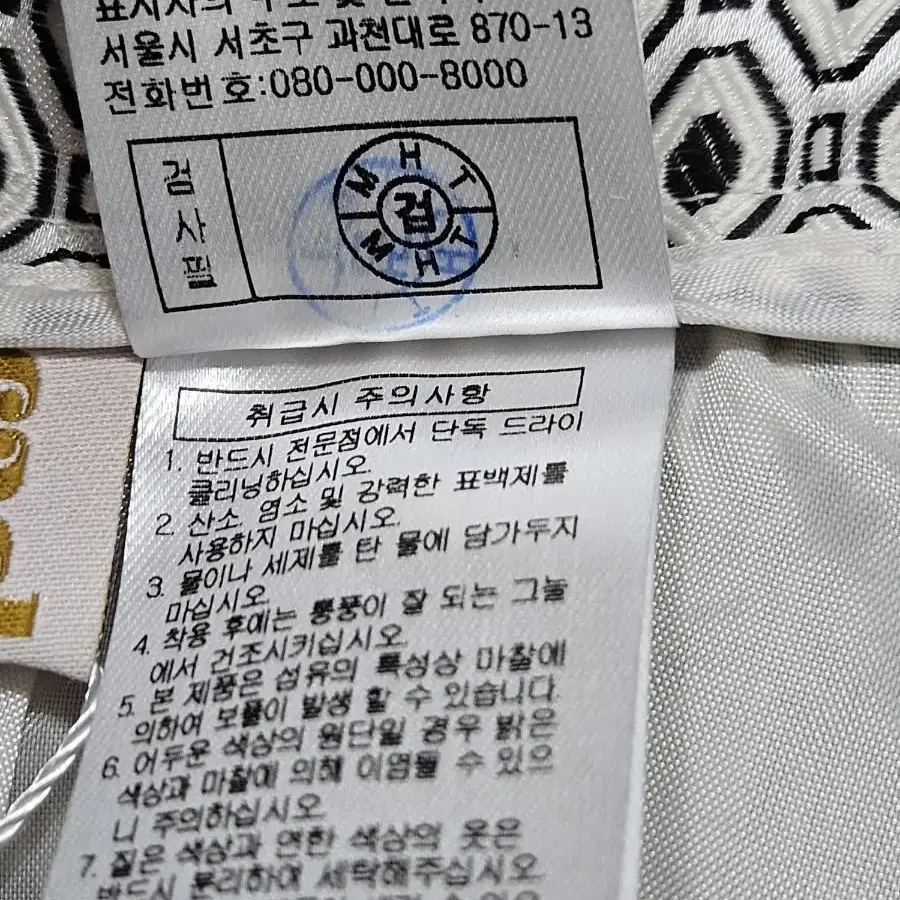 표시자의 주소 및
서울시 서초구 과천대로 870-13
전화번호:080-000-8000
검사필
MHT
검
MHT
취급시 주의사항
1. 반드시 전문점에서 단독 드라이
클리닝하십시오.
2. 산소, 염소 및 강력한 표백제를
사용하지 마십시오.
3. 물이나 세제를 탄 물에 담가두지
마십시오.
4. 착용 후에는 통풍이 잘 되는 그늘
에서 건조시키십시오.
5. 본 제품은 섬유의 특성상 마찰에
의하여 보풀이 발생 할 수 있습니다.
6. 어두운 색상의 원단일 경우 밝은
색상과 마찰에 의해 이염될 수 있으
니 주의하십시오.
7. 짙은 색상과 연한 색상의 옷은
반드시 분리하여 세탁해주십시오.